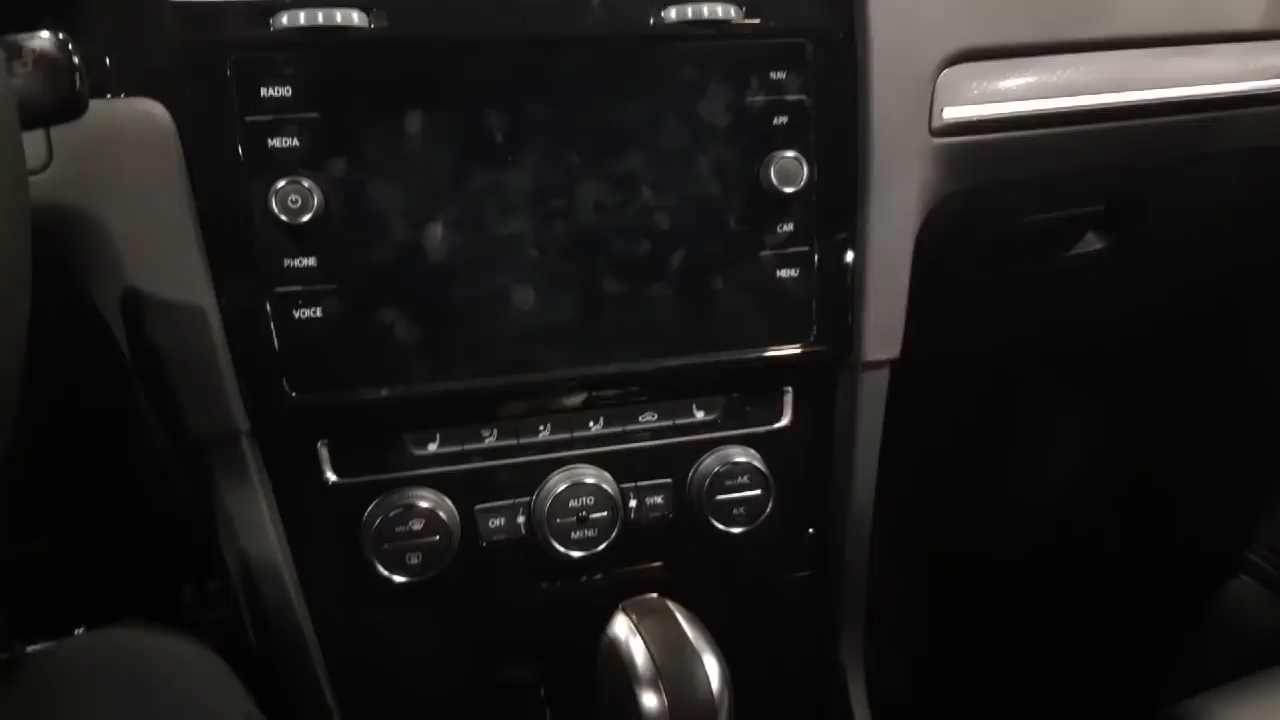 RADIO
MEDIA
PHONE
VOICE
NAV
APP
CAR
MENU
OFF
AUTO
MENU
SYNC
A/C
A/C